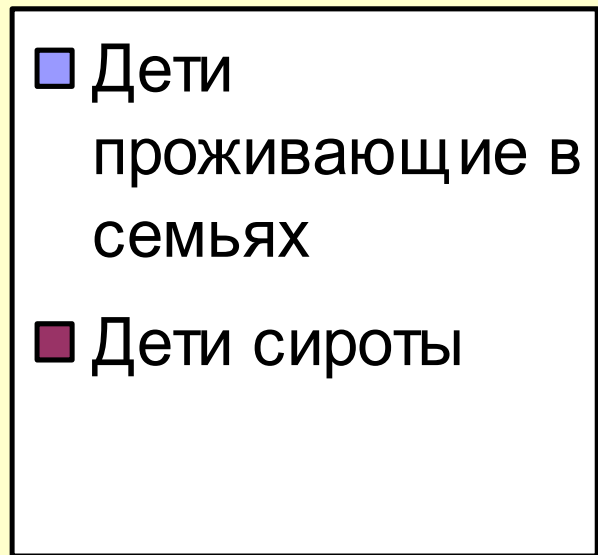 Дети
проживающие в
семьях
Дети сироты